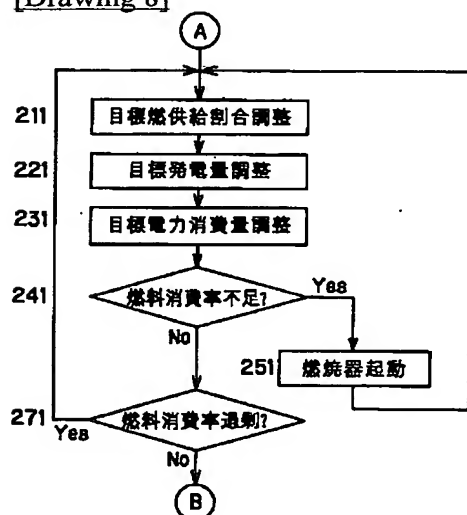 [Drawing 8]
A
211 目標燃供給割合調整
221 目標発電量調整
231 目標電力消費量調整
241 燃料消費率不足? Yes
No
251 燃焼器起動
271 燃料消費率過剰?
Yes
No
B